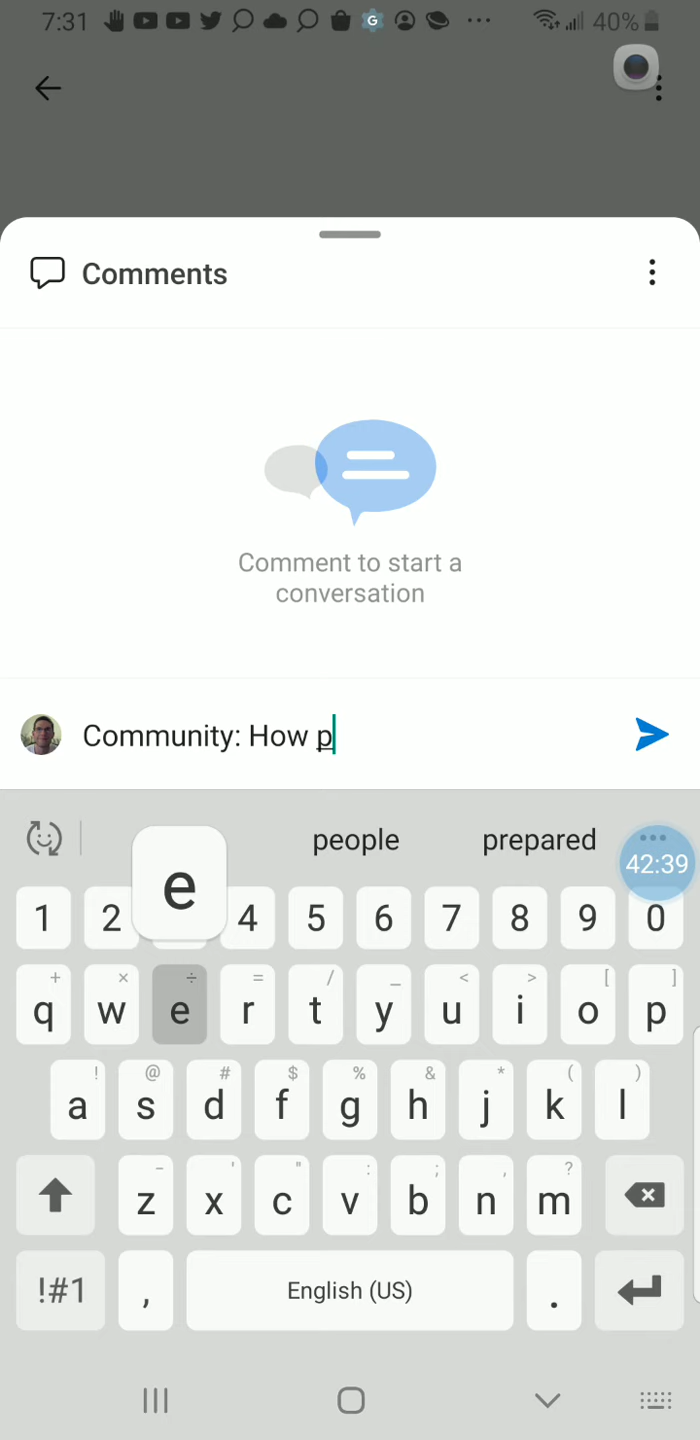 7:31 G ... 40%
Comments
Comment to start a
conversation
Community: How p
people prepared
e 42:39
1 2 4 5 6 7 8 9 0
+ × ÷ = / _ < > [ ]
q w e r t y u i o p
! @ # $ % & * ( )
a s d f g h j k l
- ' " : ; , ?
z x c v b n m
!#1 , English (US) .